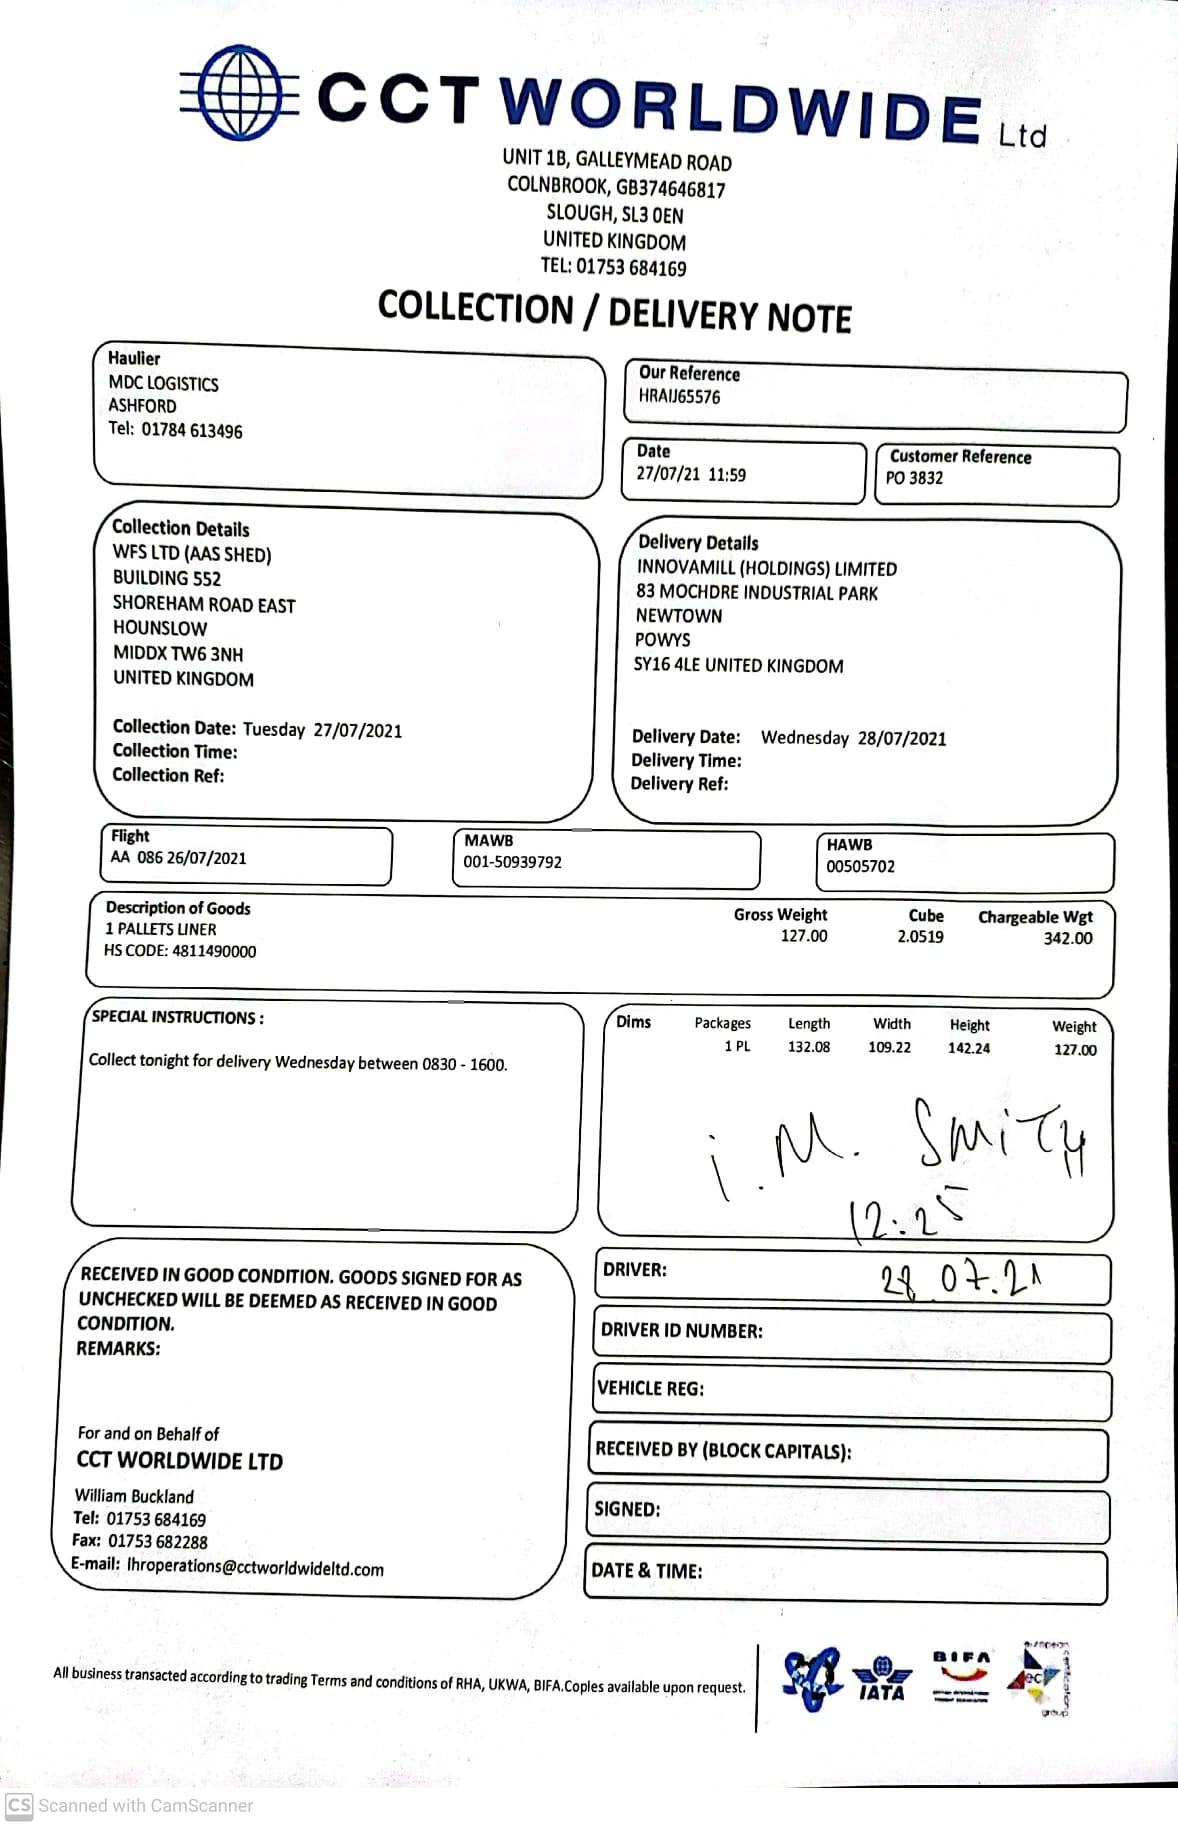 CCT WORLDWIDE Ltd
UNIT 1B, GALLEYMEAD ROAD
COLNBROOK, GB374646817
SLOUGH, SL3 0EN
UNITED KINGDOM
TEL: 01753 684169
COLLECTION / DELIVERY NOTE
Haulier
MDC LOGISTICS
ASHFORD
Tel: 01784 613496
Our Reference
HRAIJ65576
Date
27/07/21 11:59
Customer Reference
PO 3832
Collection Details
WFS LTD (AAS SHED)
BUILDING 552
SHOREHAM ROAD EAST
HOUNSLOW
MIDDX TW6 3NH
UNITED KINGDOM
Collection Date: Tuesday 27/07/2021
Collection Time:
Collection Ref:
Delivery Details
INNOVAMILL (HOLDINGS) LIMITED
83 MOCHDRE INDUSTRIAL PARK
NEWTOWN
POWYS
SY16 4LE UNITED KINGDOM
Delivery Date: Wednesday 28/07/2021
Delivery Time:
Delivery Ref:
Flight
AA 086 26/07/2021
MAWB
001-50939792
HAWB
00505702
Description of Goods
1 PALLETS LINER
HS CODE: 4811490000
Gross Weight Cube Chargeable Wgt
127.00 2.0519 342.00
SPECIAL INSTRUCTIONS :
Collect tonight for delivery Wednesday between 0830 - 1600.
Dims Packages Length Width Height Weight
1 PL 132.08 109.22 142.24 127.00
i. M. SMiTH
12:25
28 07.21
RECEIVED IN GOOD CONDITION. GOODS SIGNED FOR AS
UNCHECKED WILL BE DEEMED AS RECEIVED IN GOOD
CONDITION.
REMARKS:
For and on Behalf of
CCT WORLDWIDE LTD
William Buckland
Tel: 01753 684169
Fax: 01753 682288
E-mail: lhroperations@cctworldwideltd.com
DRIVER:
DRIVER ID NUMBER:
VEHICLE REG:
RECEIVED BY (BLOCK CAPITALS):
SIGNED:
DATE & TIME:
All business transacted according to trading Terms and conditions of RHA, UKWA, BIFA.Copies available upon request.
IATA
BIFA
european
ec
certification
group
CS Scanned with CamScanner